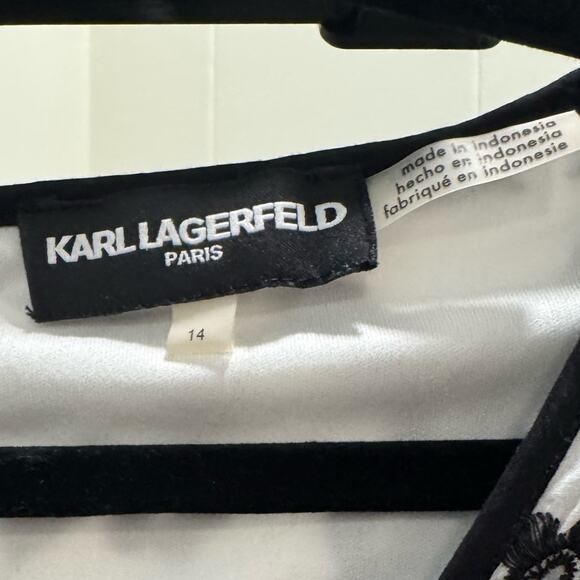 KARL LAGERFELD
PARIS
14
made in Indonesia
hecho en Indonesia
fabriqué en Indonesie